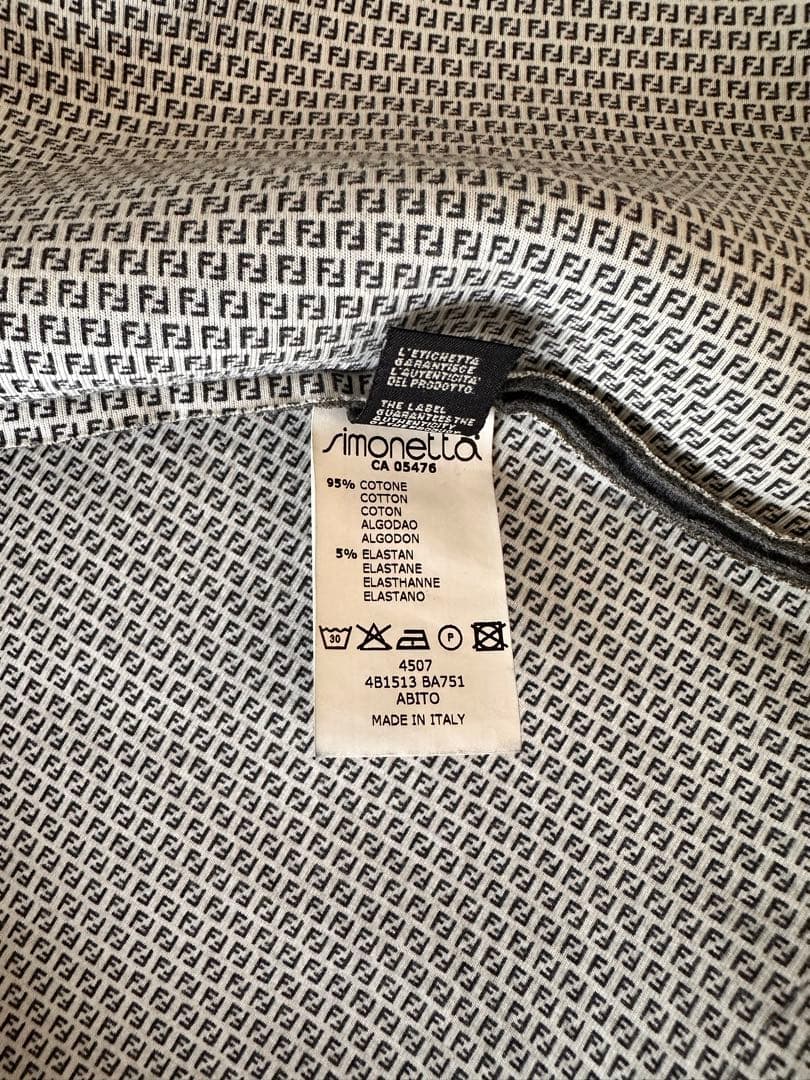 L'ETICHETTA
GARANTISCE
L'AUTENTICITA'
DEL PRODOTTO.
THE LABEL
GUARANTEES THE
AUTHENTICITY
simonetta
CA 05476
95% COTONE
COTTON
COTON
ALGODAO
ALGODON
5% ELASTAN
ELASTANE
ELASTHANNE
ELASTANO
30 P
4507
4B1513 BA751
ABITO
MADE IN ITALY